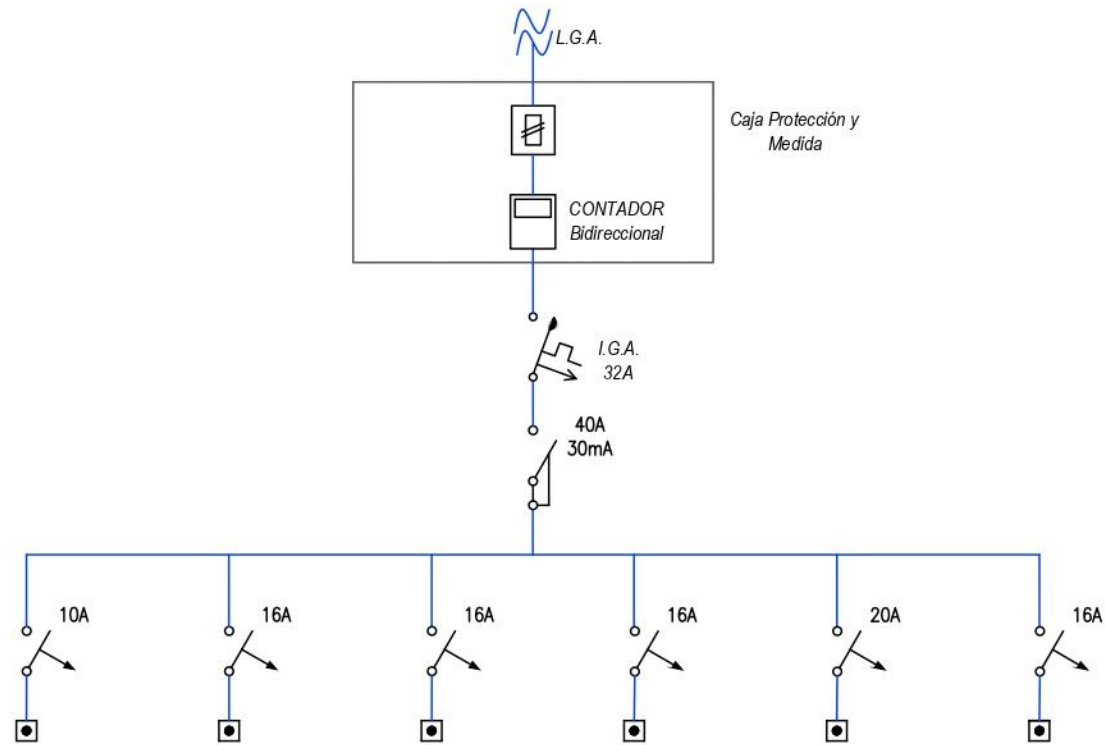 L.G.A.
Caja Protección y
Medida
CONTADOR
Bidireccional
I.G.A.
32A
40A
30mA
10A
16A
16A
16A
20A
16A